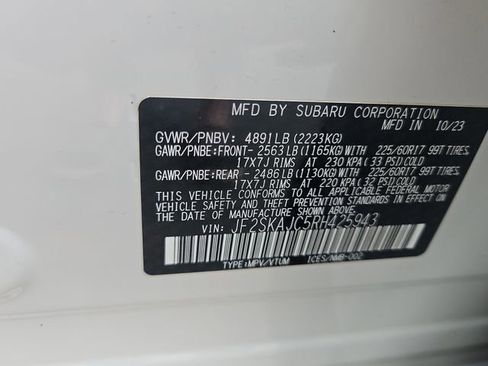 MFD BY SUBARU CORPORATION
MFD IN 10/23
GVWR/PNBV: 4891LB(2223KG)
GAWR/PNBE:FRONT-2563LB(1165KG)WITH 225/60R17 99T TIRES,
17X7J RIMS AT 230 KPA(33 PSI)COLD
GAWR/PNBE:REAR -2486LB(1130KG)WITH 225/60R17 99T TIRES,
17X7J RIMS AT 220 KPA(32 PSI)COLD
THIS VEHICLE CONFORMS TO ALL APPLICABLE FEDERAL MOTOR
VEHICLE SAFETY AND THEFT PREVENTION STANDARDS IN EFFECT
ON THE DATE OF MANUFACTURE SHOWN ABOVE.
VIN: JF2SKAJC5RH425943
TYPE:MPV/VTUM ICES/NMB-002